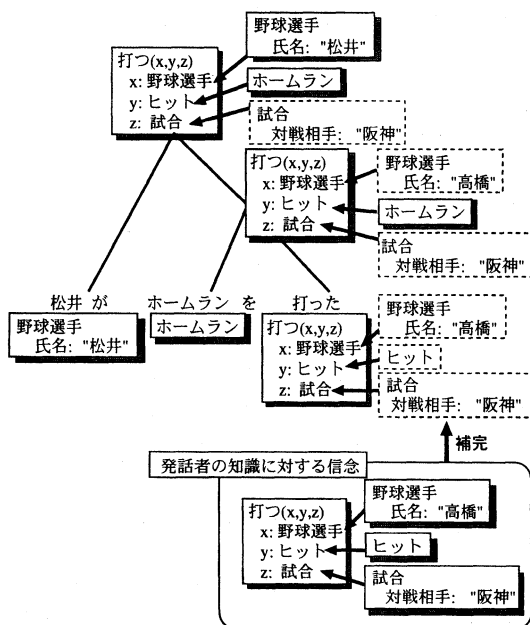 野球選手
氏名: "松井"
打つ(x,y,z)
x: 野球選手
y: ヒット
z: 試合
ホームラン
試合
対戦相手: "阪神"
打つ(x,y,z)
x: 野球選手
y: ヒット
z: 試合
野球選手
氏名: "高橋"
ホームラン
試合
対戦相手: "阪神"
松井 が ホームラン を 打った
野球選手
氏名: "松井"
ホームラン
打つ(x,y,z)
x: 野球選手
y: ヒット
z: 試合
野球選手
氏名: "高橋"
ヒット
試合
対戦相手: "阪神"
補完
発話者の知識に対する信念
打つ(x,y,z)
x: 野球選手
y: ヒット
z: 試合
野球選手
氏名: "高橋"
ヒット
試合
対戦相手: "阪神"